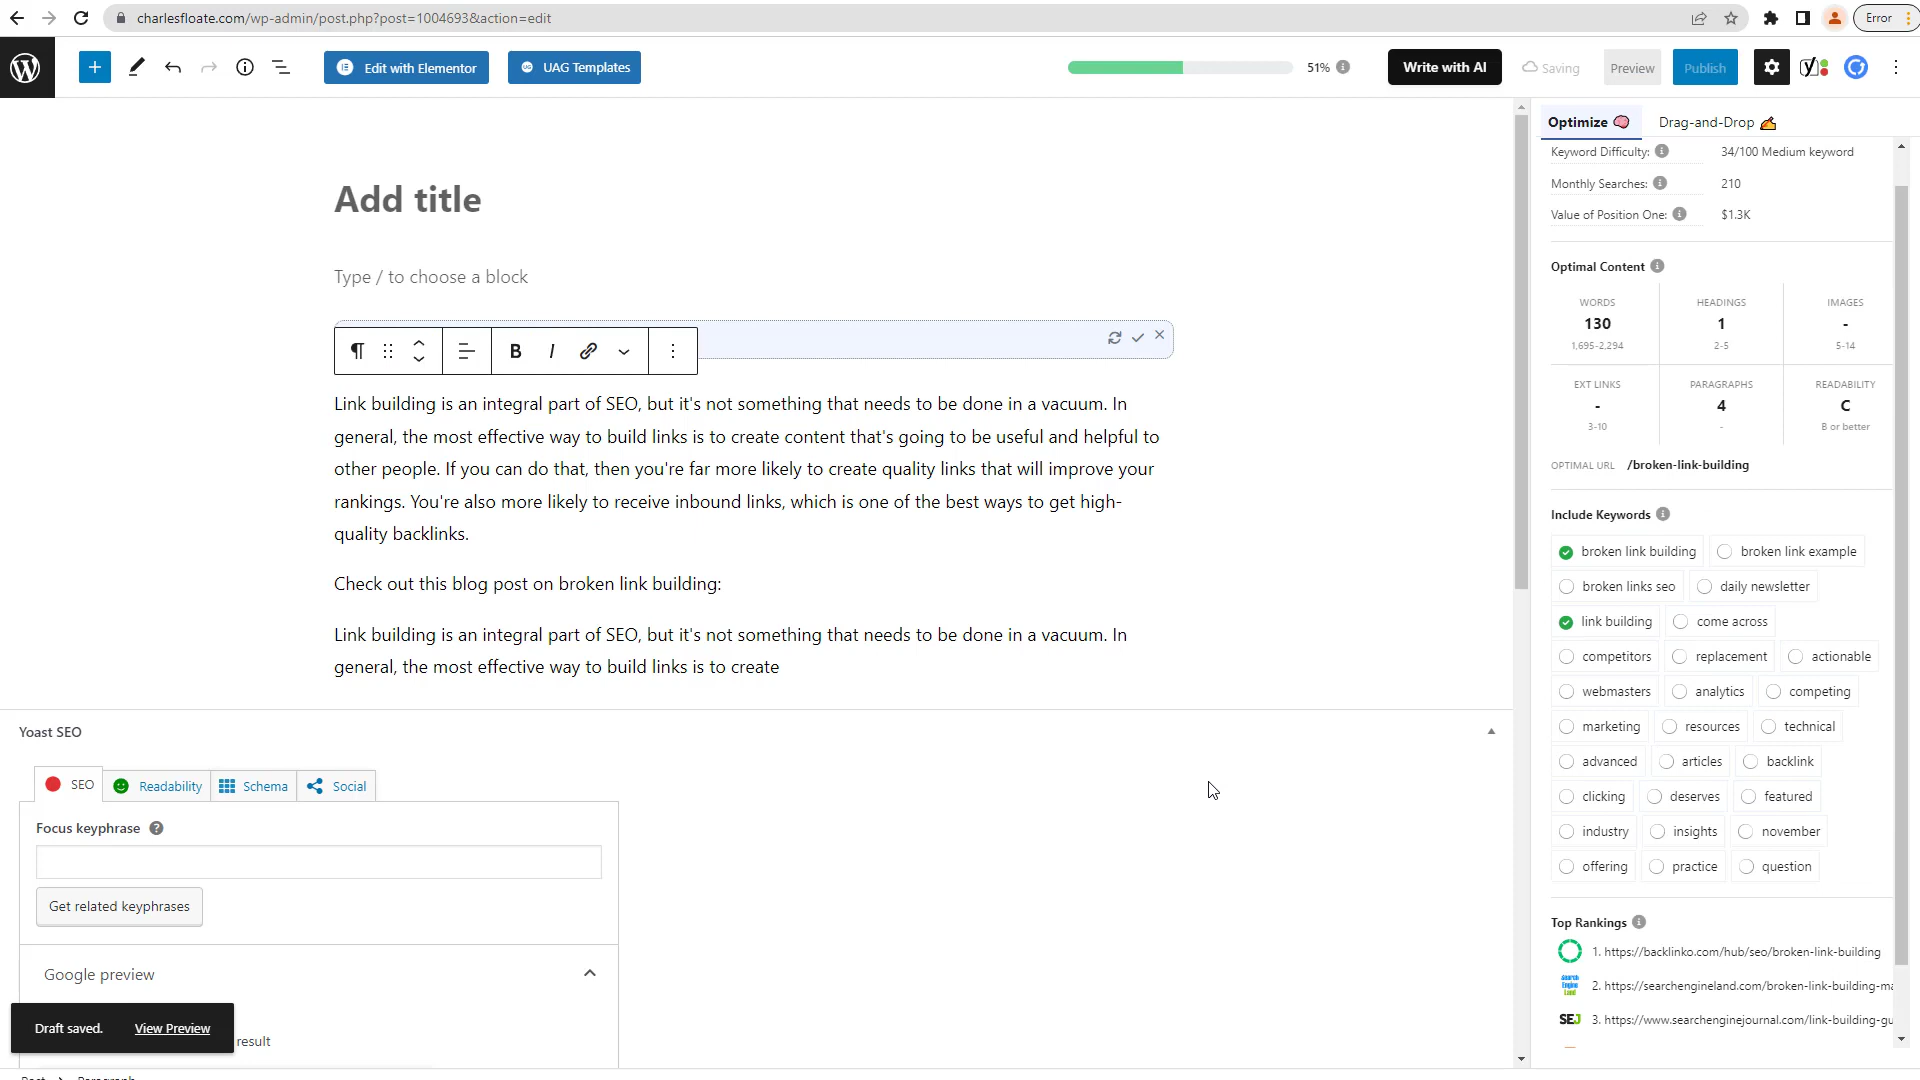 charlesfloate.com/wp-admin/post.php?post=1004693&action=edit
Error
Edit with Elementor
UAG Templates
51%
Write with AI
Saving
Preview
Publish
Add title
Type / to choose a block
B I
Link building is an integral part of SEO, but it's not something that needs to be done in a vacuum. In
general, the most effective way to build links is to create content that's going to be useful and helpful to
other people. If you can do that, then you're far more likely to create quality links that will improve your
rankings. You're also more likely to receive inbound links, which is one of the best ways to get high-
quality backlinks.
Check out this blog post on broken link building:
Link building is an integral part of SEO, but it's not something that needs to be done in a vacuum. In
general, the most effective way to build links is to create
Yoast SEO
SEO
Readability
Schema
Social
Focus keyphrase
Get related keyphrases
Google preview
Draft saved. View Preview
result
Optimize
Drag-and-Drop
Keyword Difficulty: 34/100 Medium keyword
Monthly Searches: 210
Value of Position One: $1.3K
Optimal Content
WORDS HEADINGS IMAGES
130 1 -
1,695-2,294 2-5 5-14
EXT LINKS PARAGRAPHS READABILITY
- 4 C
3-10 - B or better
OPTIMAL URL /broken-link-building
Include Keywords
broken link building broken link example
broken links seo daily newsletter
link building come across
competitors replacement actionable
webmasters analytics competing
marketing resources technical
advanced articles backlink
clicking deserves featured
industry insights november
offering practice question
Top Rankings
1. https://backlinko.com/hub/seo/broken-link-building
2. https://searchengineland.com/broken-link-building-ma
SEJ 3. https://www.searchenginejournal.com/link-building-gu